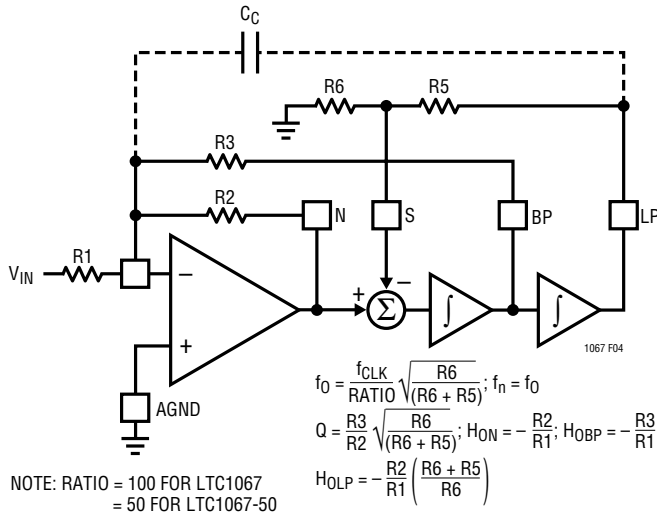 C_C
R6
R5
R3
R2
N
S
BP
LP
R1
V_IN
−
+
+
−
Σ
∫
∫
AGND
1067 F04
f_O = f_CLK/RATIO √(R6/(R6 + R5)); f_n = f_O
Q = R3/R2 √(R6/(R6 + R5)); H_ON = − R2/R1; H_OBP = − R3/R1
H_OLP = − R2/R1 ((R6 + R5)/R6)
NOTE: RATIO = 100 FOR LTC1067
= 50 FOR LTC1067-50